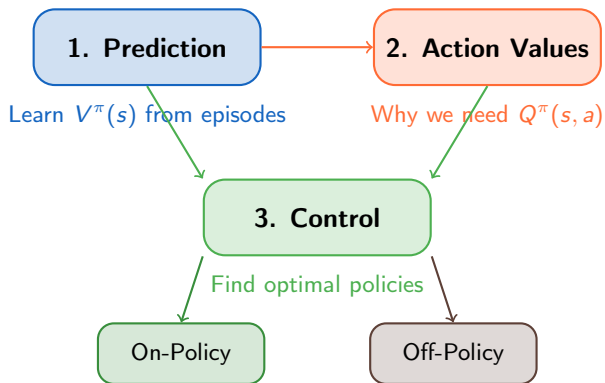 1. Prediction
2. Action Values
Learn V^π(s) from episodes
Why we need Q^π(s, a)
3. Control
Find optimal policies
On-Policy
Off-Policy